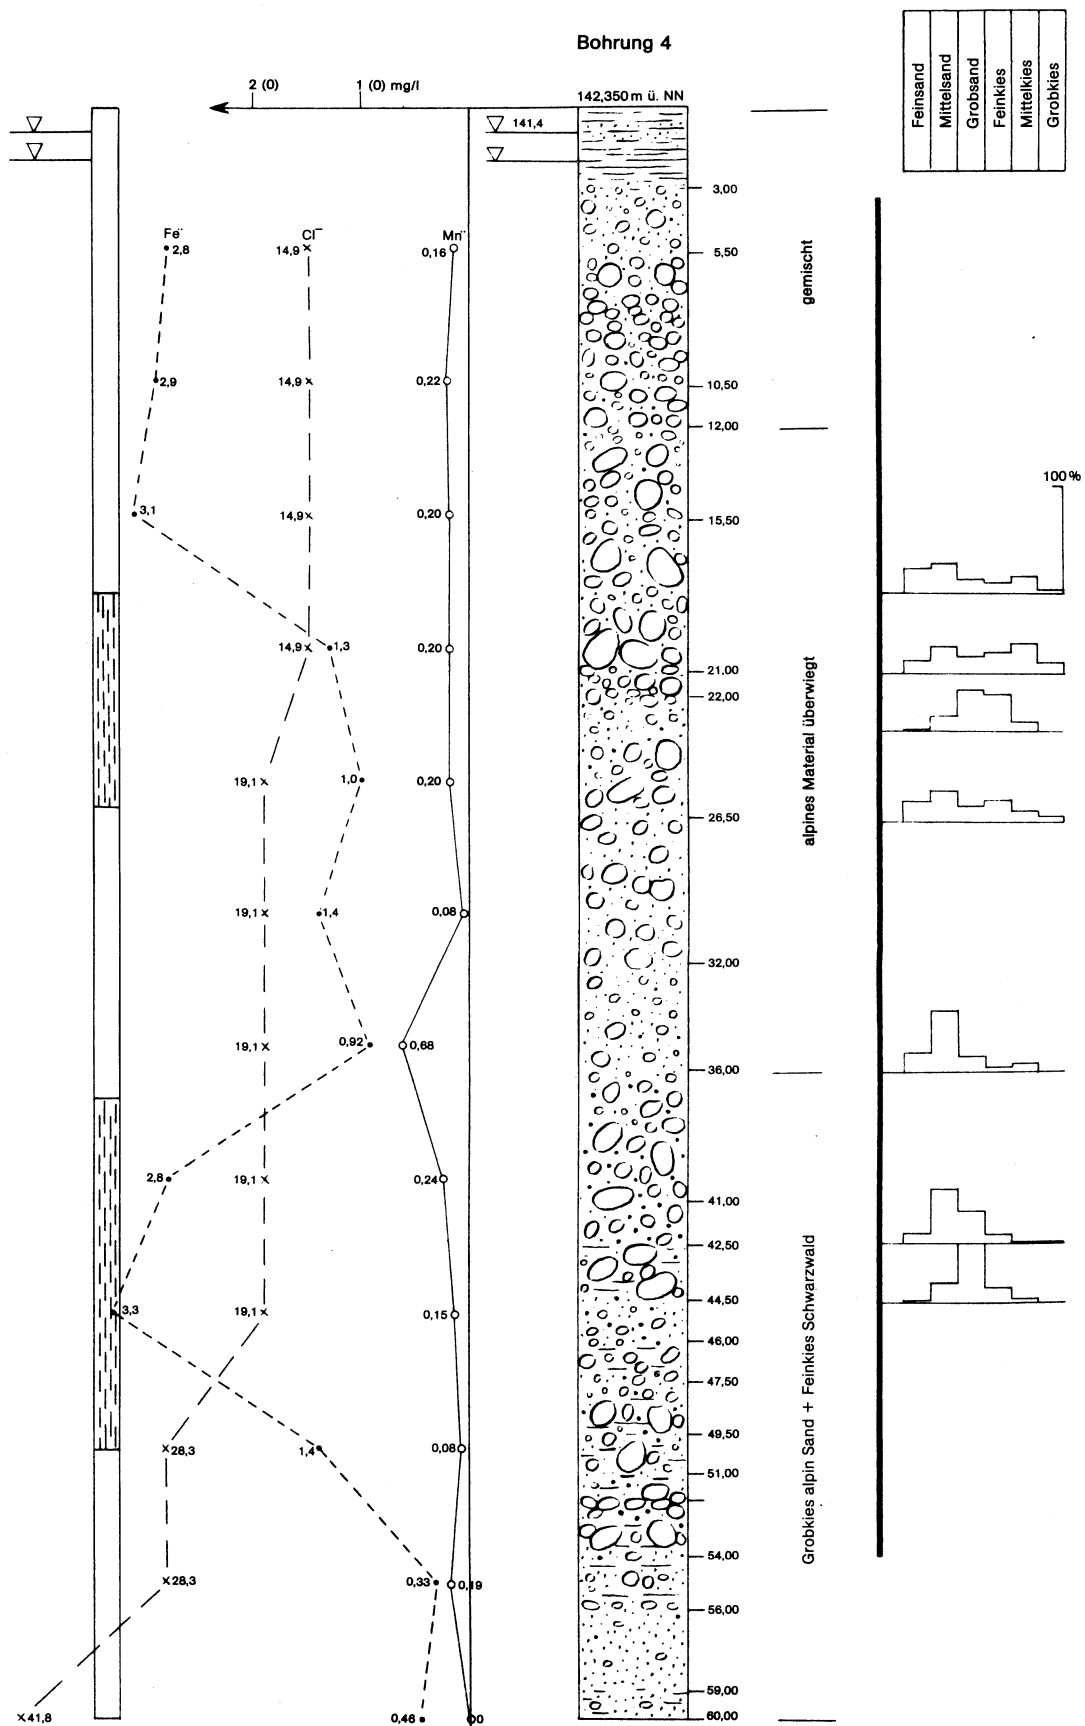 Bohrung 4
Feinsand
Mittelsand
Grobsand
Feinkies
Mittelkies
Grobkies
2 (0) 1 (0) mg/l
142,350 m ü. NN
141,4
3,00
Fe¨ Cl⁻ Mn¨
2,8 14,9 0,16 5,50
gemischt
2,9 14,9 0,22 10,50
12,00
100 %
3,1 14,9 0,20 15,50
14,9 1,3 0,20
21,00
22,00
alpines Material überwiegt
19,1 1,0 0,20
26,50
19,1 1,4 0,08
32,00
19,1 0,92 0,68
36,00
2,8 19,1 0,24
41,00
42,50
3,3 19,1 0,15 44,50
46,00
Grobkies alpin Sand + Feinkies Schwarzwald
47,50
28,3 1,4 0,08 49,50
51,00
54,00
28,3 0,33 0,19
56,00
59,00
41,8 0,46 0 60,00